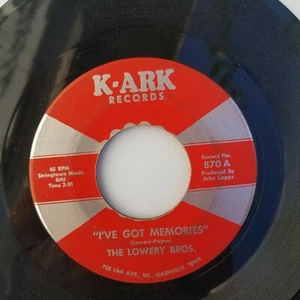 K-ARK
RECORDS
45 RPM
Stringtown Music
BMI
Time 2:01
Record No.
870 A
Produced By
John Capps
"I'VE GOT MEMORIES"
(Lowery-Payne)
THE LOWERY BROS.
728 16th AVE., SO., NASHVILLE, TENN.